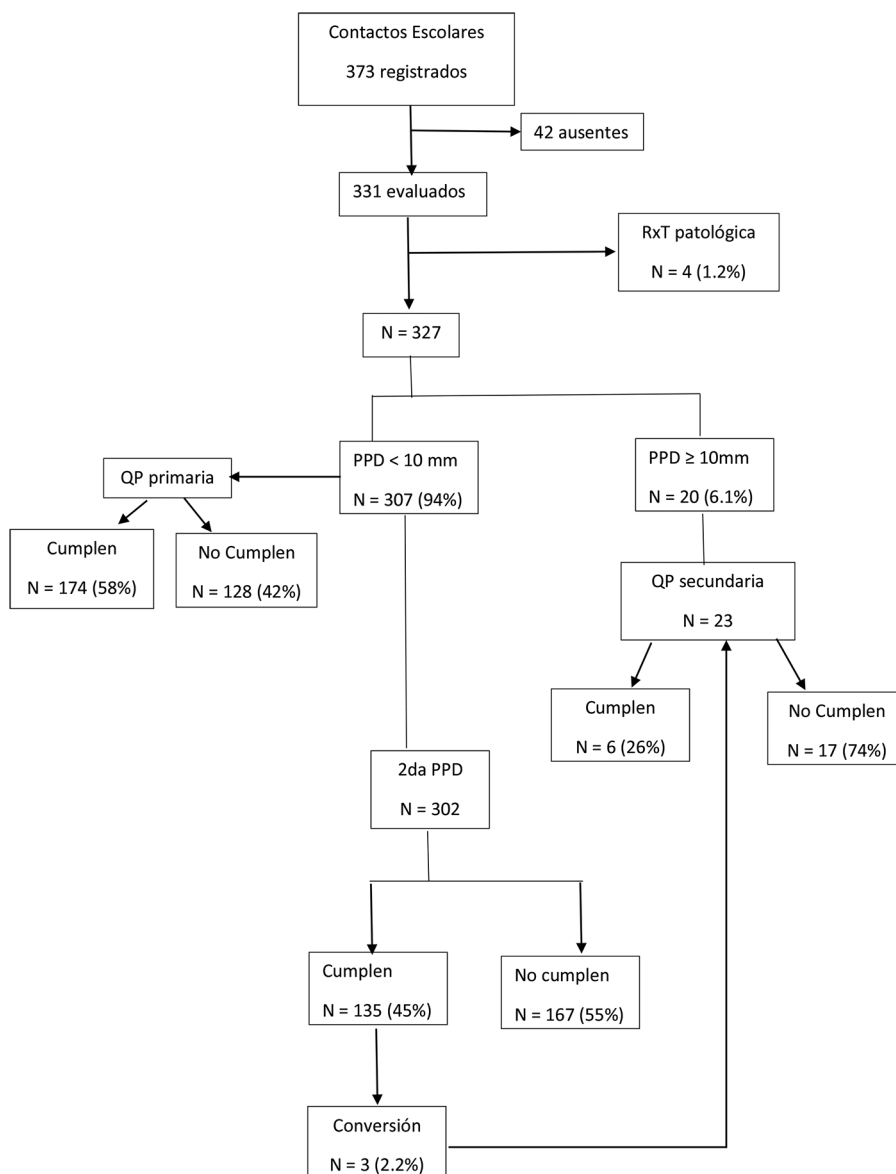 Contactos Escolares
373 registrados
42 ausentes
331 evaluados
RxT patológica
N = 4 (1.2%)
N = 327
PPD < 10 mm
N = 307 (94%)
PPD ≥ 10mm
N = 20 (6.1%)
QP primaria
Cumplen
N = 174 (58%)
No Cumplen
N = 128 (42%)
QP secundaria
N = 23
Cumplen
N = 6 (26%)
No Cumplen
N = 17 (74%)
2da PPD
N = 302
Cumplen
N = 135 (45%)
No cumplen
N = 167 (55%)
Conversión
N = 3 (2.2%)